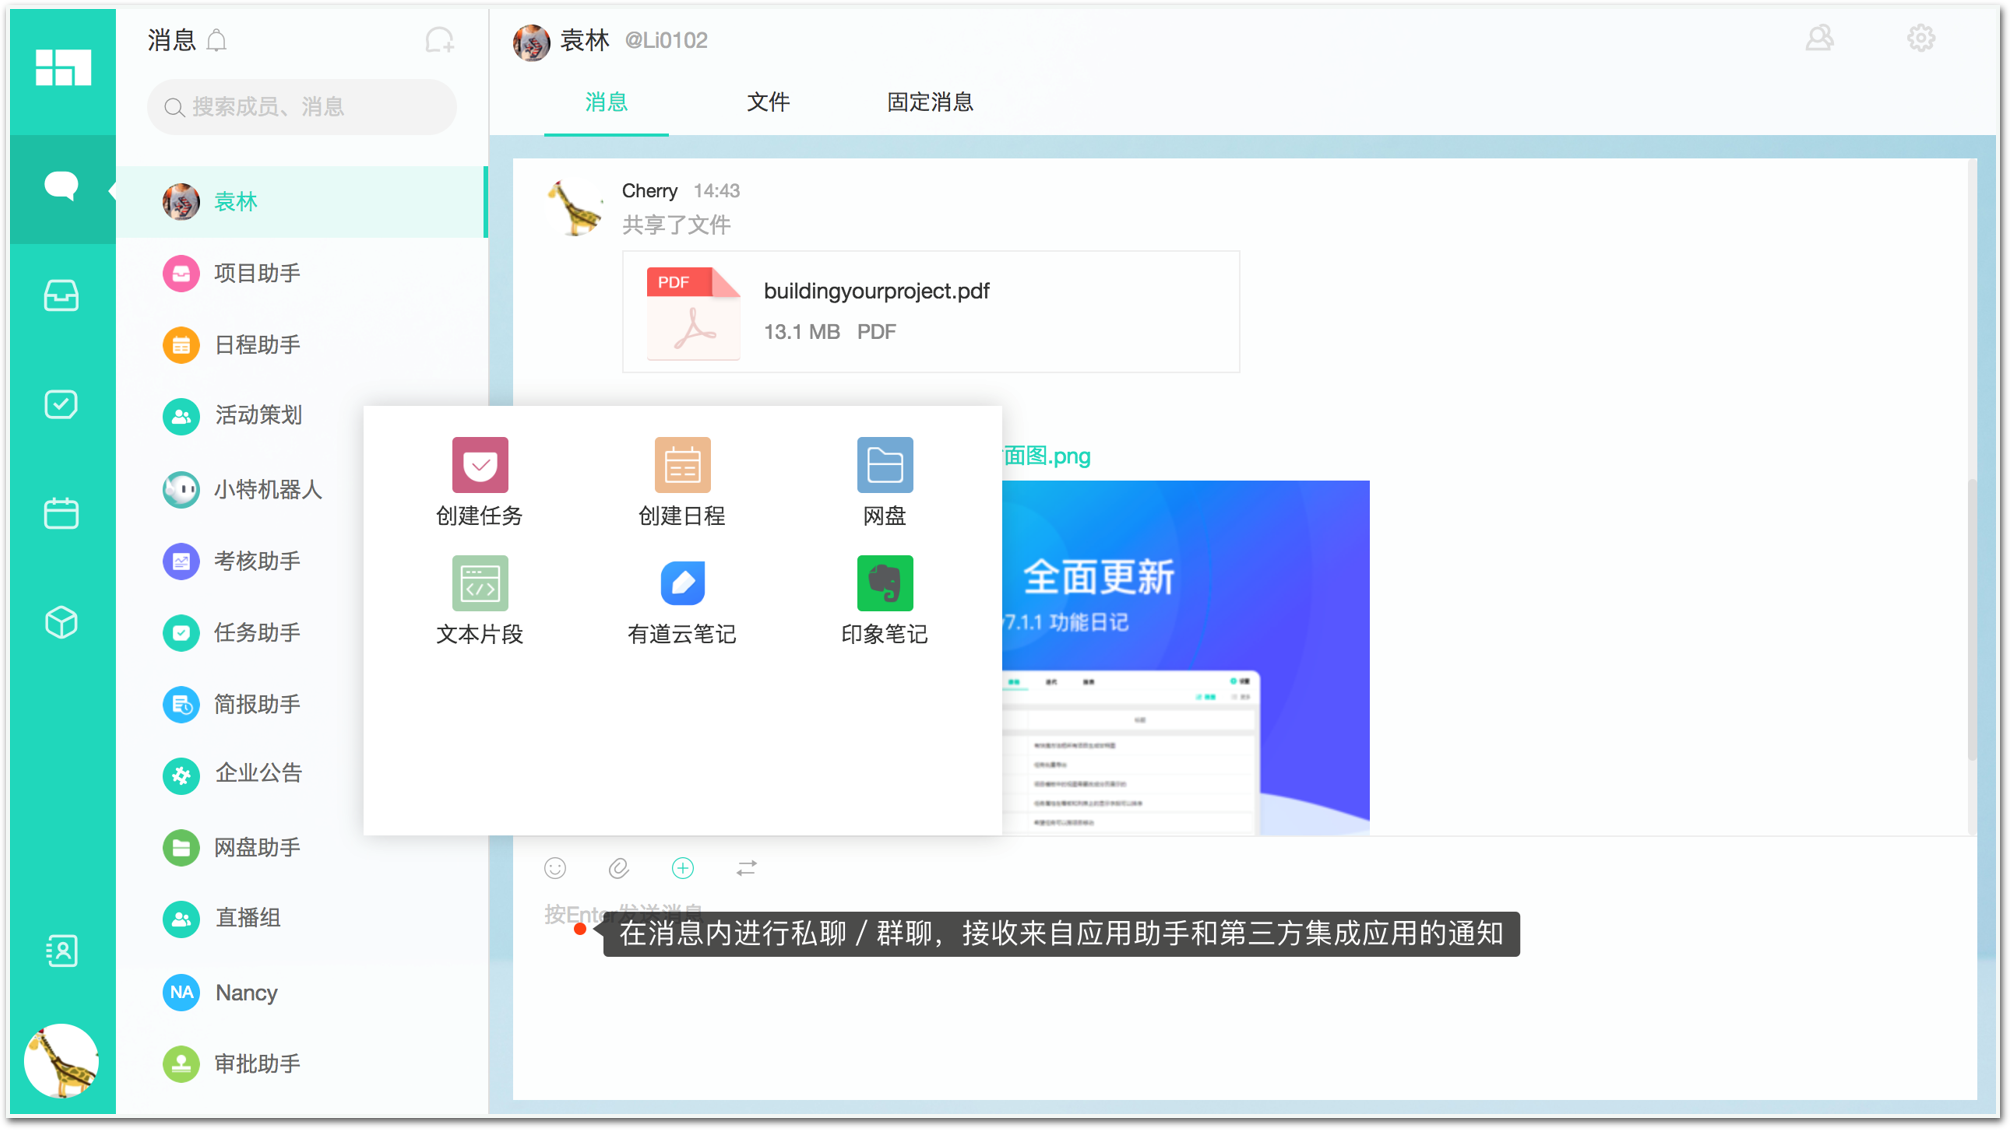 消息
搜索成员、消息
袁林
项目助手
日程助手
活动策划
小特机器人
考核助手
任务助手
简报助手
企业公告
网盘助手
直播组
NA Nancy
审批助手
袁林 @Li0102
消息 文件 固定消息
Cherry 14:43
共享了文件
PDF
buildingyourproject.pdf
13.1 MB PDF
面图.png
全面更新
7.1.1 功能日记
创建任务 创建日程 网盘
文本片段 有道云笔记 印象笔记
按Enter发送消息
在消息内进行私聊 / 群聊，接收来自应用助手和第三方集成应用的通知